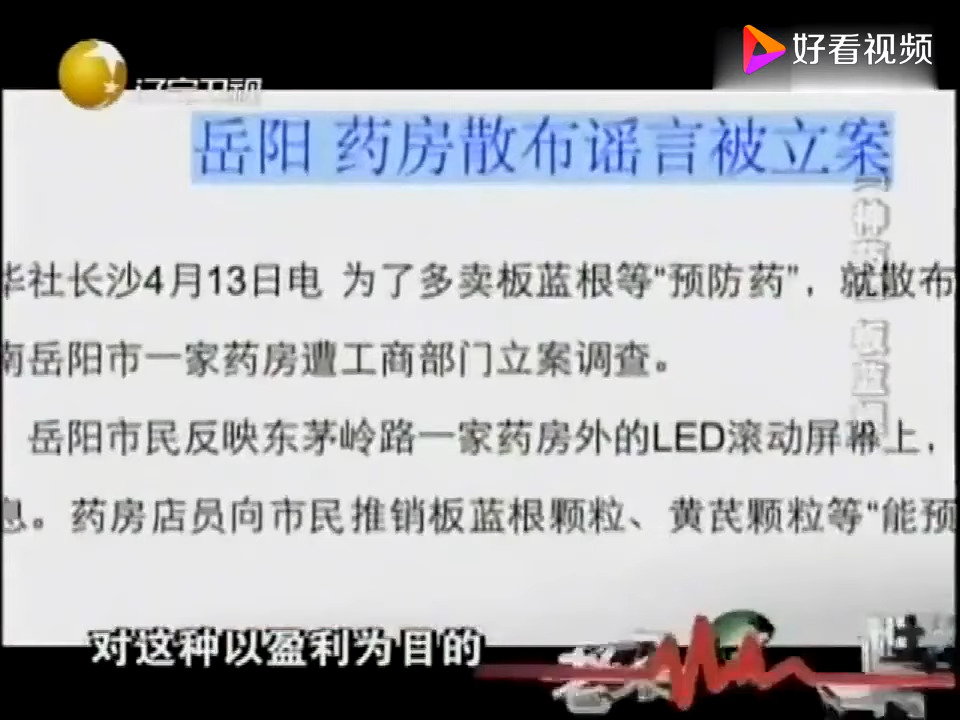 好看视频
辽宁卫视
岳阳 药房散布谣言被立案
华社长沙4月13日电 为了多卖板蓝根等“预防药”，就散布
南岳阳市一家药房遭工商部门立案调查。
岳阳市民反映东茅岭路一家药房外的LED滚动屏幕上，
息。药房店员向市民推销板蓝根颗粒、黄芪颗粒等“能预
神药
板蓝根
对这种以盈利为目的